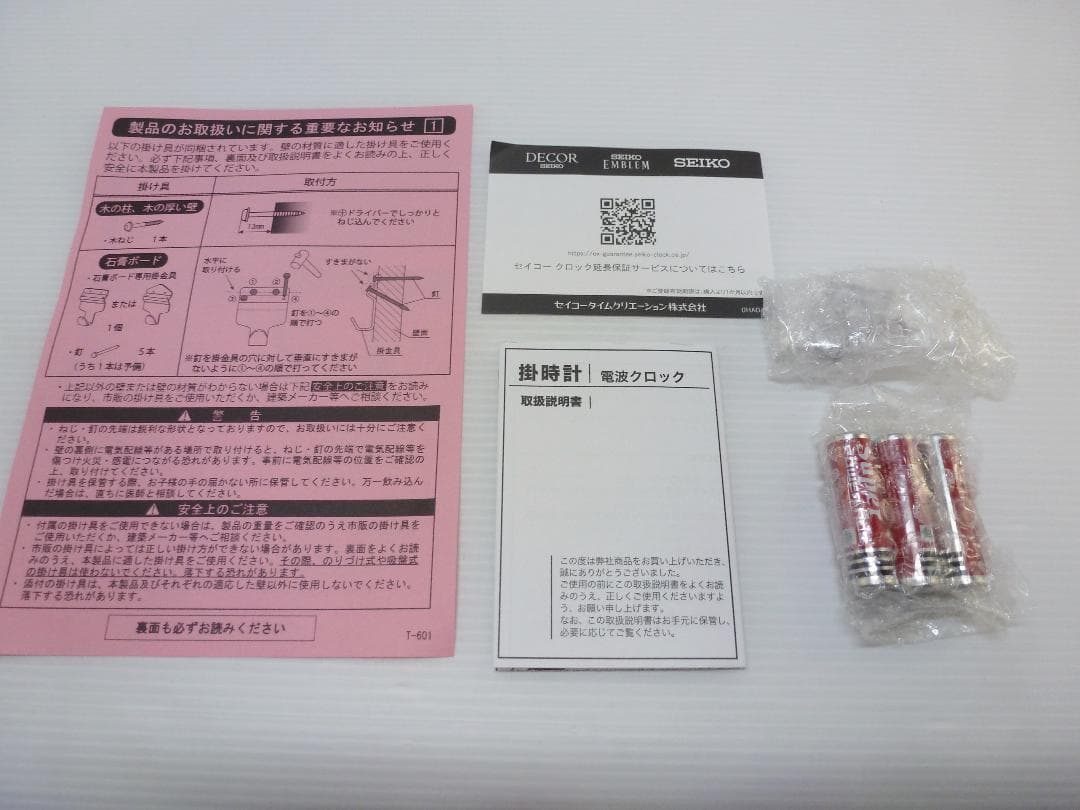 製品のお取扱いに関する重要なお知らせ 1
以下の掛け具が同梱されています。壁の材質に適した掛け具をご使用く
ださい。必ず下記事項、裏面及び取扱説明書をよくお読みの上、正しく
安全に本製品を掛けてください。
掛け具 取付方
木の柱、木の厚い壁
・木ねじ 1本
13mm
※⊕ドライバーでしっかりと
ねじ込んでください
石膏ボード
・石膏ボード専用掛金具
または
1個
・釘 5本
(うち1本は予備)
水平に
取り付ける
すきまがない
① ②
③ ④
釘を①~④の
順で打つ
釘
壁面
掛金具
※釘を掛金具の穴に対して垂直にすきまが
ないように①~④の順で打ってください
・上記以外の壁または壁の材質がわからない場合は下記安全上のご注意をお読み
になり、市販の掛け具をご使用いただくか、建築メーカー等へご相談ください。
警告
・ねじ・釘の先端は鋭利な形状となっておりますので、お取扱いには十分にご注意く
ださい。
・壁の裏側に電気配線等がある場所で取り付けると、ねじ・釘の先端で電気配線等を
傷つけ火災・感電につながる恐れがあります。事前に電気配線等の位置をご確認の
上、取り付けてください。
・掛け具を保管する際、お子様の手の届かない所に保管してください。万一飲み込ん
だ場合は、直ちに医師と相談してください。
安全上のご注意
・付属の掛け具をご使用できない場合は、製品の重量をご確認のうえ市販の掛け具を
ご使用いただくか、建築メーカー等へご相談ください。
・市販の掛け具によっては正しい掛け方ができない場合があります。裏面をよくお読
みのうえ、本製品に適した掛け具をご使用ください。その際、のりづけ式や吸盤式
の掛け具は使わないでください。落下する恐れがあります。
・添付の掛け具は、本製品及びそれぞれの適応した壁以外に使用しないでください。
落下する恐れがあります。
裏面も必ずお読みください
T-601
DECOR SEIKO
SEIKO EMBLEM
SEIKO
https://ex-guarantee.seiko-clock.co.jp/
セイコー クロック延長保証サービスについてはこちら
※ご登録有効期限は、購入より1か月以内です
セイコータイムクリエーション株式会社
掛時計 電波クロック
取扱説明書
この度は弊社商品をお買い上げいただき、
誠にありがとうございました。
ご使用の前にこの取扱説明書をよくお読
みのうえ、正しくご使用くださいますよ
う、お願い申し上げます。
なお、この取扱説明書はお手元に保管し、
必要に応じてご覧ください。